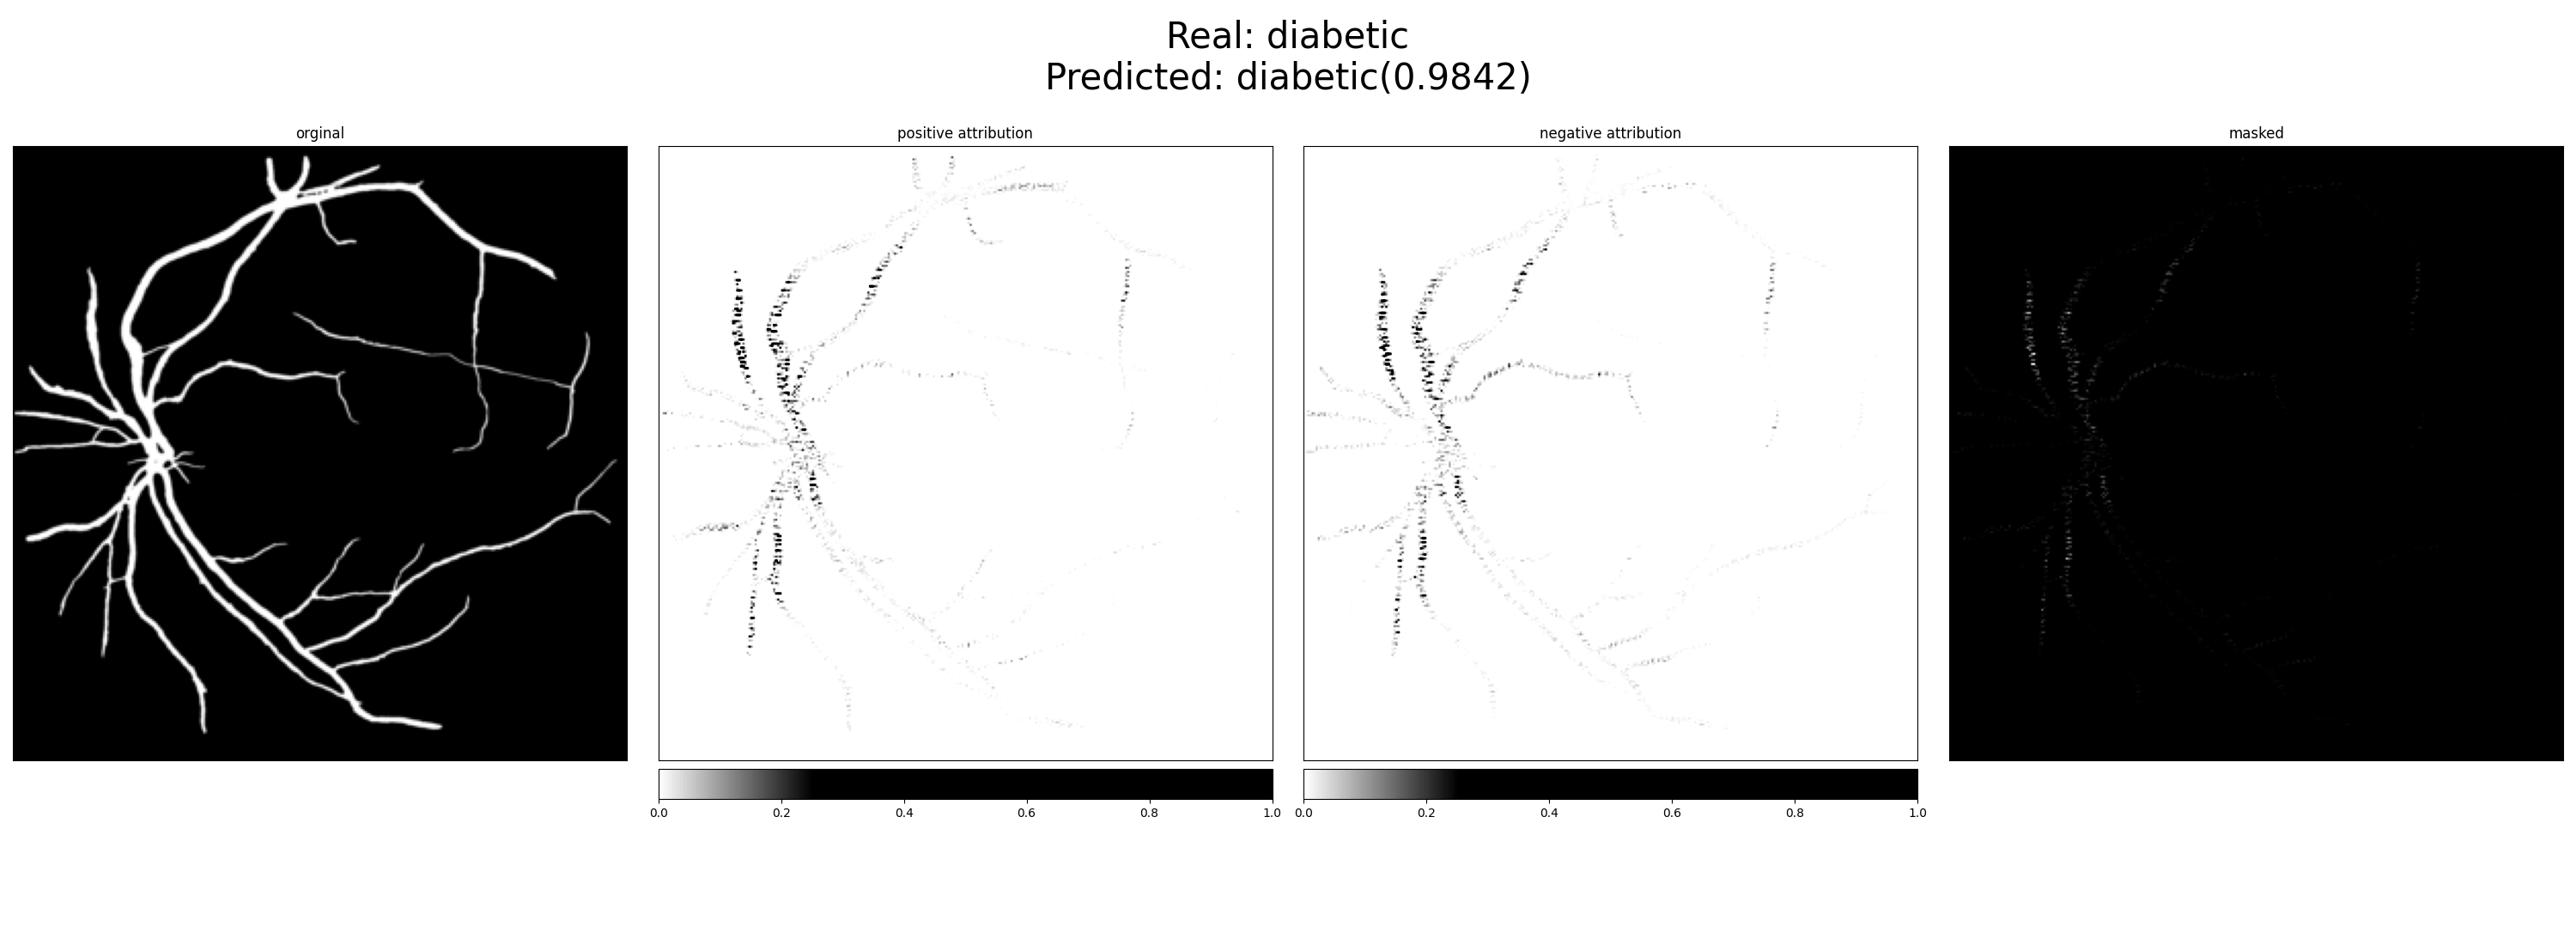 Real: diabetic
Predicted: diabetic(0.9842)
orginal
positive attribution
negative attribution
masked
0.0 0.2 0.4 0.6 0.8 1.0
0.0 0.2 0.4 0.6 0.8 1.0